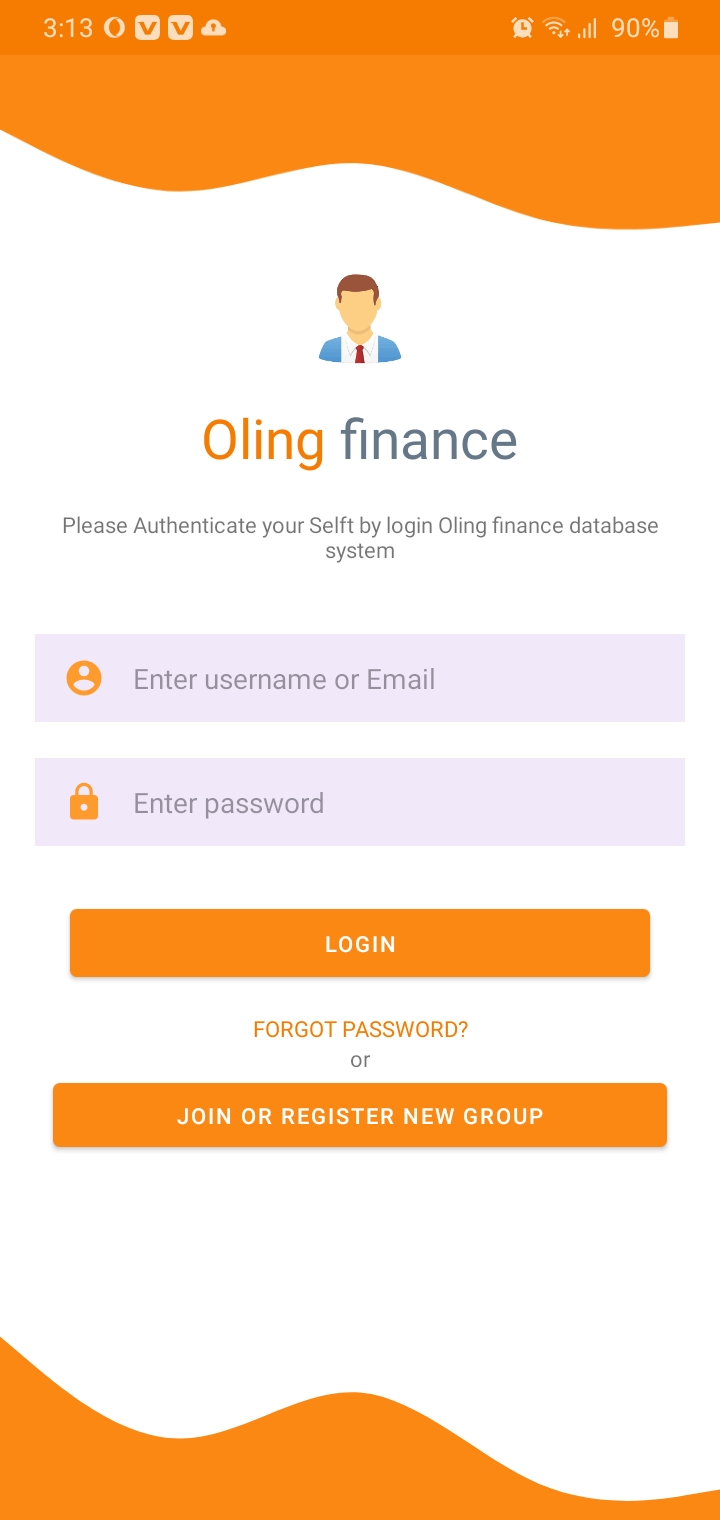 3:13 90%
Oling finance
Please Authenticate your Selft by login Oling finance database
system
Enter username or Email
Enter password
LOGIN
FORGOT PASSWORD?
or
JOIN OR REGISTER NEW GROUP